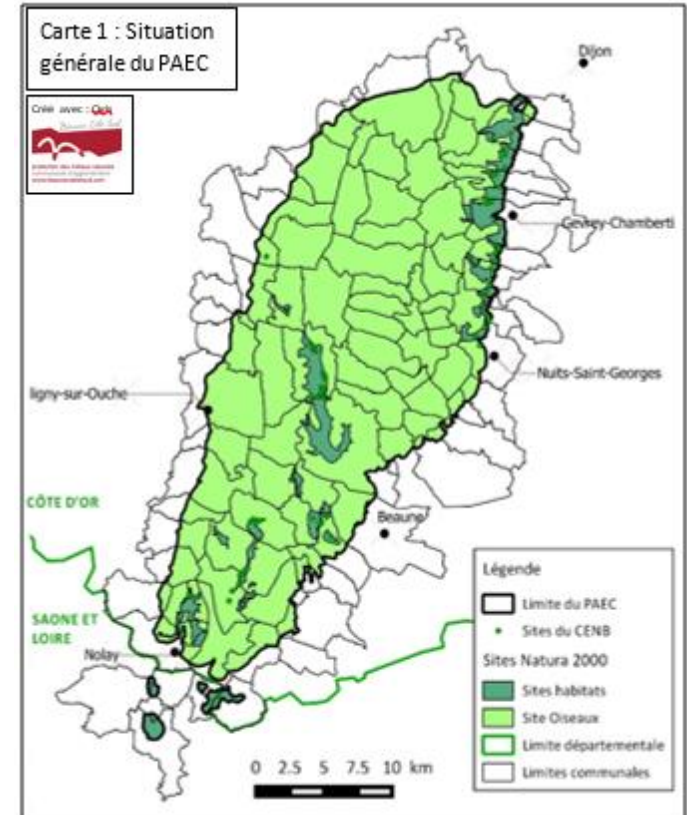 Carte 1 : Situation
générale du PAEC
Créé avec :
Dijon
Gevrey-Chamberti
Nuits-Saint-Georges
ligny-sur-Ouche
CÔTE D'OR
Beaune
SAONE ET
LOIRE
Nolay
Légende
Limite du PAEC
Sites du CENB
Sites Natura 2000
Sites habitats
Site Oiseaux
Limite départementale
Limites communales
0 2.5 5 7.5 10 km